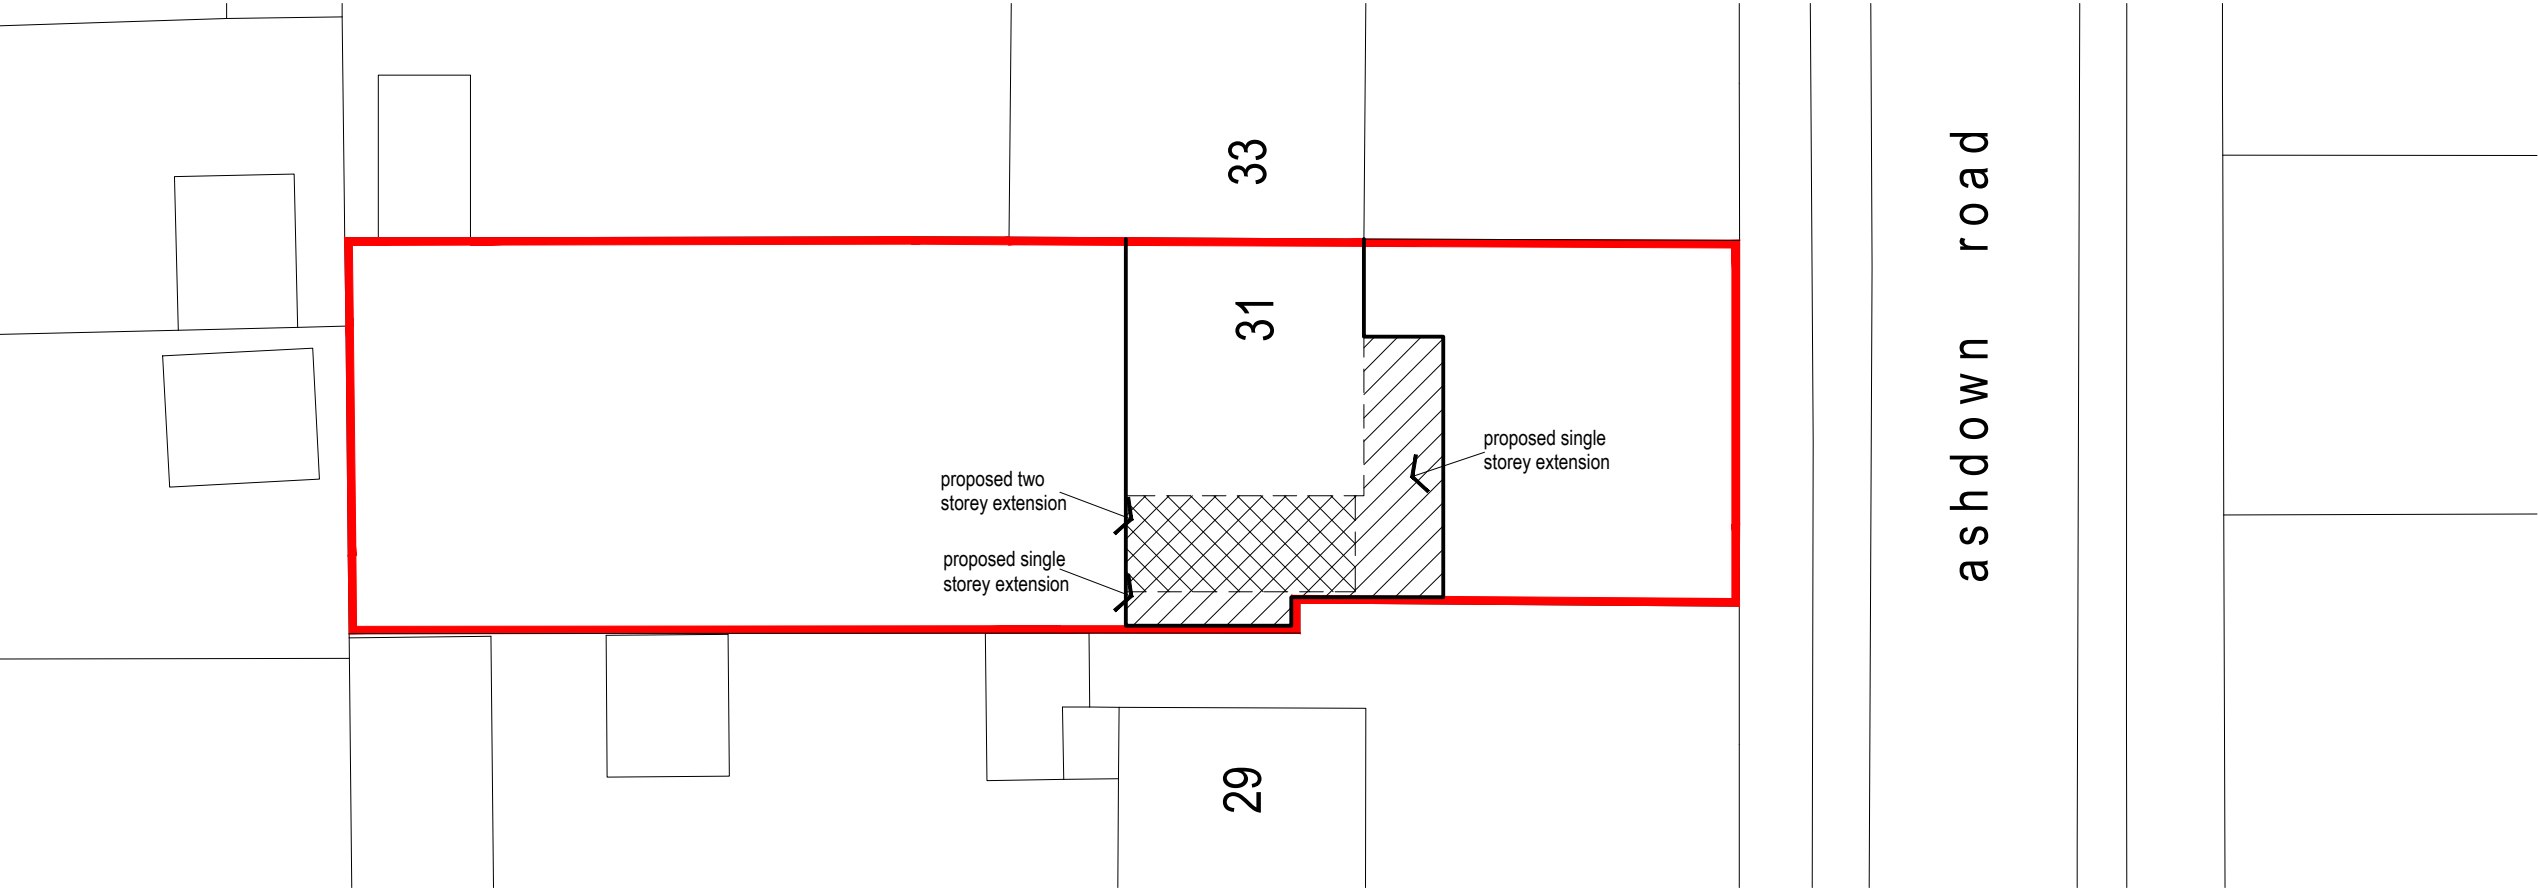 33
31
proposed single
storey extension
proposed two
storey extension
proposed single
storey extension
29
ashdown road